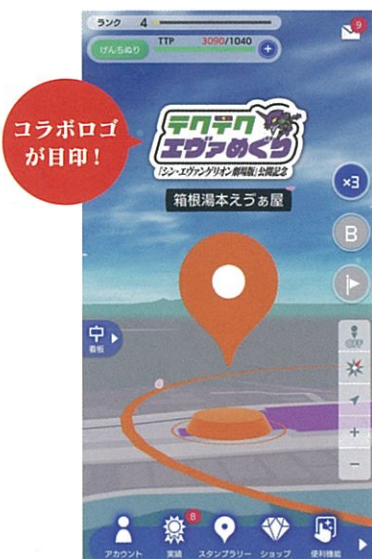 ランク 4
9
げんちぬり TTP 3090/1040 +
コラボロゴ
が目印！
テクテク
エヴァめぐり
『シン・エヴァンゲリオン劇場版』公開記念
箱根湯本えゔぁ屋
×3
B
看板
OFF
+
−
8
アカウント 実績 スタンプラリー ショップ 便利機能